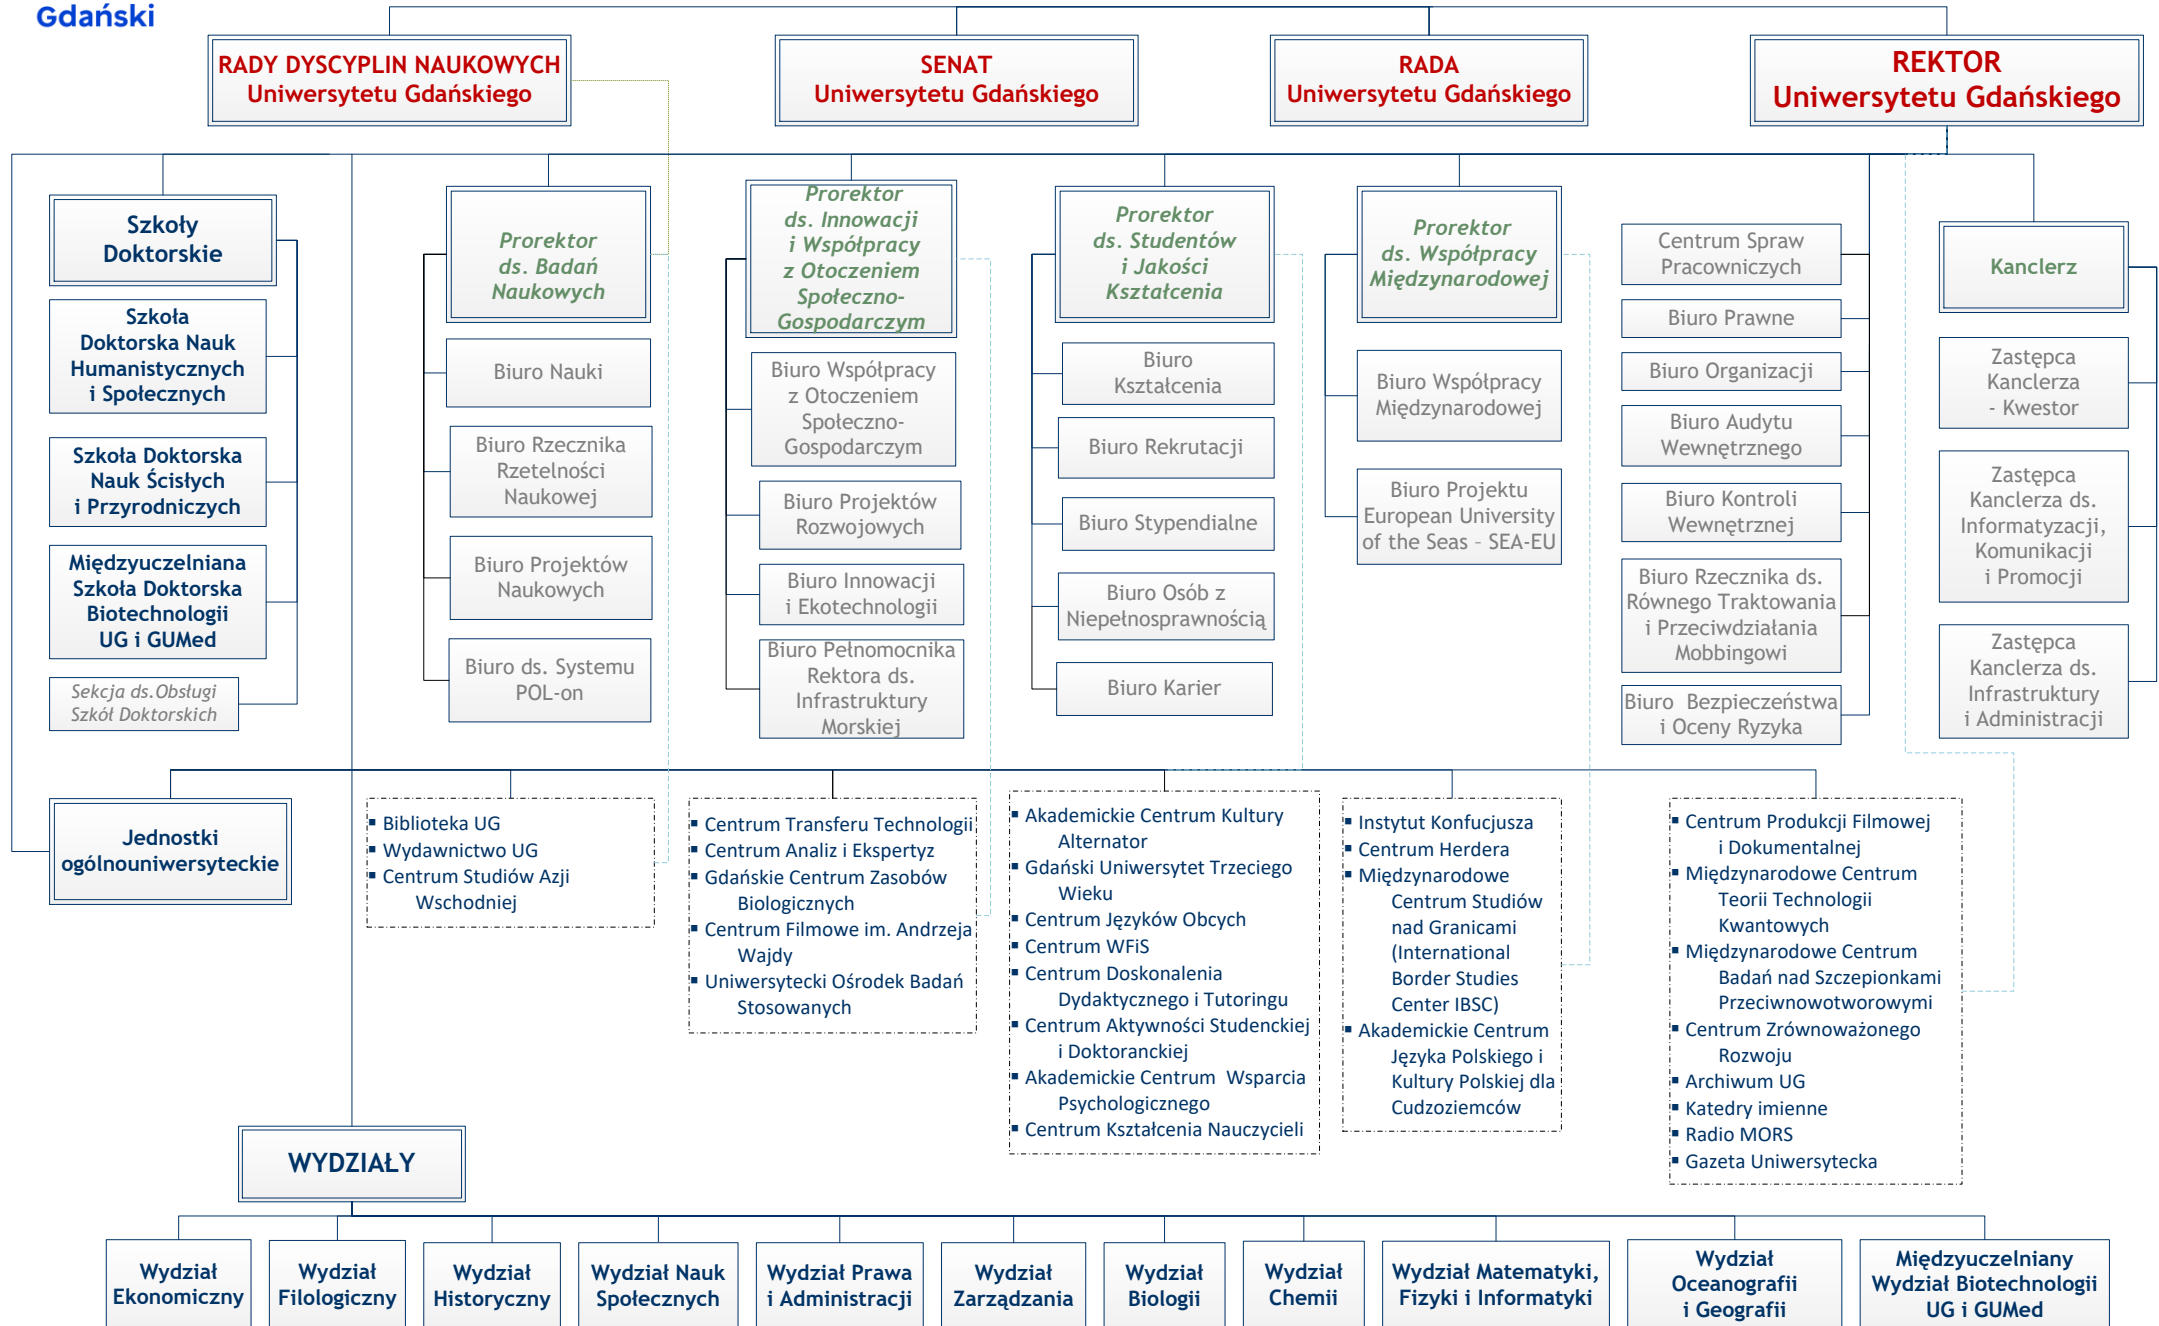 Gdański
RADY DYSCYPLIN NAUKOWYCH
Uniwersytetu Gdańskiego
SENAT
Uniwersytetu Gdańskiego
RADA
Uniwersytetu Gdańskiego
REKTOR
Uniwersytetu Gdańskiego
Szkoły
Doktorskie
Szkoła
Doktorska Nauk
Humanistycznych
i Społecznych
Szkoła Doktorska
Nauk Ścisłych
i Przyrodniczych
Międzyuczelniana
Szkoła Doktorska
Biotechnologii
UG i GUMed
Sekcja ds.Obsługi
Szkół Doktorskich
Prorektor
ds. Badań
Naukowych
Biuro Nauki
Biuro Rzecznika
Rzetelności
Naukowej
Biuro Projektów
Naukowych
Biuro ds. Systemu
POL-on
Prorektor
ds. Innowacji
i Współpracy
z Otoczeniem
Społeczno-
Gospodarczym
Biuro Współpracy
z Otoczeniem
Społeczno-
Gospodarczym
Biuro Projektów
Rozwojowych
Biuro Innowacji
i Ekotechnologii
Biuro Pełnomocnika
Rektora ds.
Infrastruktury
Morskiej
Prorektor
ds. Studentów
i Jakości
Kształcenia
Biuro
Kształcenia
Biuro Rekrutacji
Biuro Stypendialne
Biuro Osób z
Niepełnosprawnością
Biuro Karier
Prorektor
ds. Współpracy
Międzynarodowej
Biuro Współpracy
Międzynarodowej
Biuro Projektu
European University
of the Seas – SEA-EU
Centrum Spraw
Pracowniczych
Biuro Prawne
Biuro Organizacji
Biuro Audytu
Wewnętrznego
Biuro Kontroli
Wewnętrznej
Biuro Rzecznika ds.
Równego Traktowania
i Przeciwdziałania
Mobbingowi
Biuro Bezpieczeństwa
i Oceny Ryzyka
Kanclerz
Zastępca
Kanclerza
- Kwestor
Zastępca
Kanclerza ds.
Informatyzacji,
Komunikacji
i Promocji
Zastępca
Kanclerza ds.
Infrastruktury
i Administracji
Jednostki
ogólnouniwersyteckie
▪ Biblioteka UG
▪ Wydawnictwo UG
▪ Centrum Studiów Azji
Wschodniej
▪ Centrum Transferu Technologii
▪ Centrum Analiz i Ekspertyz
▪ Gdańskie Centrum Zasobów
Biologicznych
▪ Centrum Filmowe im. Andrzeja
Wajdy
▪ Uniwersytecki Ośrodek Badań
Stosowanych
▪ Akademickie Centrum Kultury
Alternator
▪ Gdański Uniwersytet Trzeciego
Wieku
▪ Centrum Języków Obcych
▪ Centrum WFiS
▪ Centrum Doskonalenia
Dydaktycznego i Tutoringu
▪ Centrum Aktywności Studenckiej
i Doktoranckiej
▪ Akademickie Centrum Wsparcia
Psychologicznego
▪ Centrum Kształcenia Nauczycieli
▪ Instytut Konfucjusza
▪ Centrum Herdera
▪ Międzynarodowe
Centrum Studiów
nad Granicami
(International
Border Studies
Center IBSC)
▪ Akademickie Centrum
Języka Polskiego i
Kultury Polskiej dla
Cudzoziemców
▪ Centrum Produkcji Filmowej
i Dokumentalnej
▪ Międzynarodowe Centrum
Teorii Technologii
Kwantowych
▪ Międzynarodowe Centrum
Badań nad Szczepionkami
Przeciwnowotworowymi
▪ Centrum Zrównoważonego
Rozwoju
▪ Archiwum UG
▪ Katedry imienne
▪ Radio MORS
▪ Gazeta Uniwersytecka
WYDZIAŁY
Wydział
Ekonomiczny
Wydział
Filologiczny
Wydział
Historyczny
Wydział Nauk
Społecznych
Wydział Prawa
i Administracji
Wydział
Zarządzania
Wydział
Biologii
Wydział
Chemii
Wydział Matematyki,
Fizyki i Informatyki
Wydział
Oceanografii
i Geografii
Międzyuczelniany
Wydział Biotechnologii
UG i GUMed